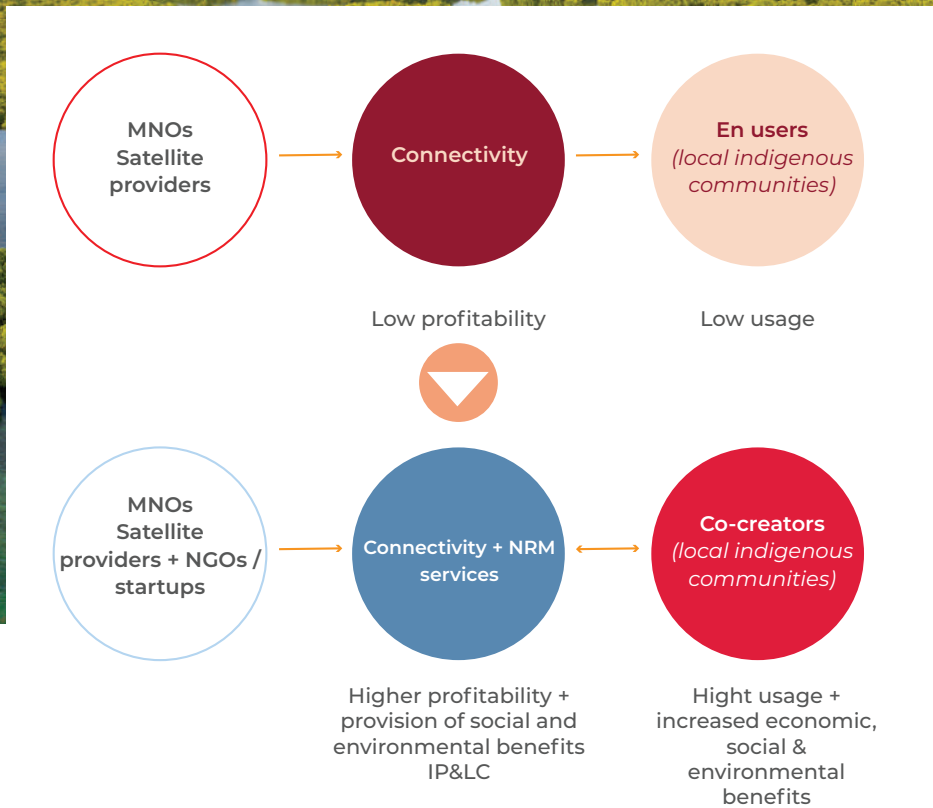 MNOs
Satellite
providers
Connectivity
En users
(local indigenous
communities)
Low profitability
Low usage
MNOs
Satellite
providers + NGOs /
startups
Connectivity + NRM
services
Co-creators
(local indigenous
communities)
Higher profitability +
provision of social and
environmental benefits
IP&LC
Hight usage +
increased economic,
social &
environmental
benefits